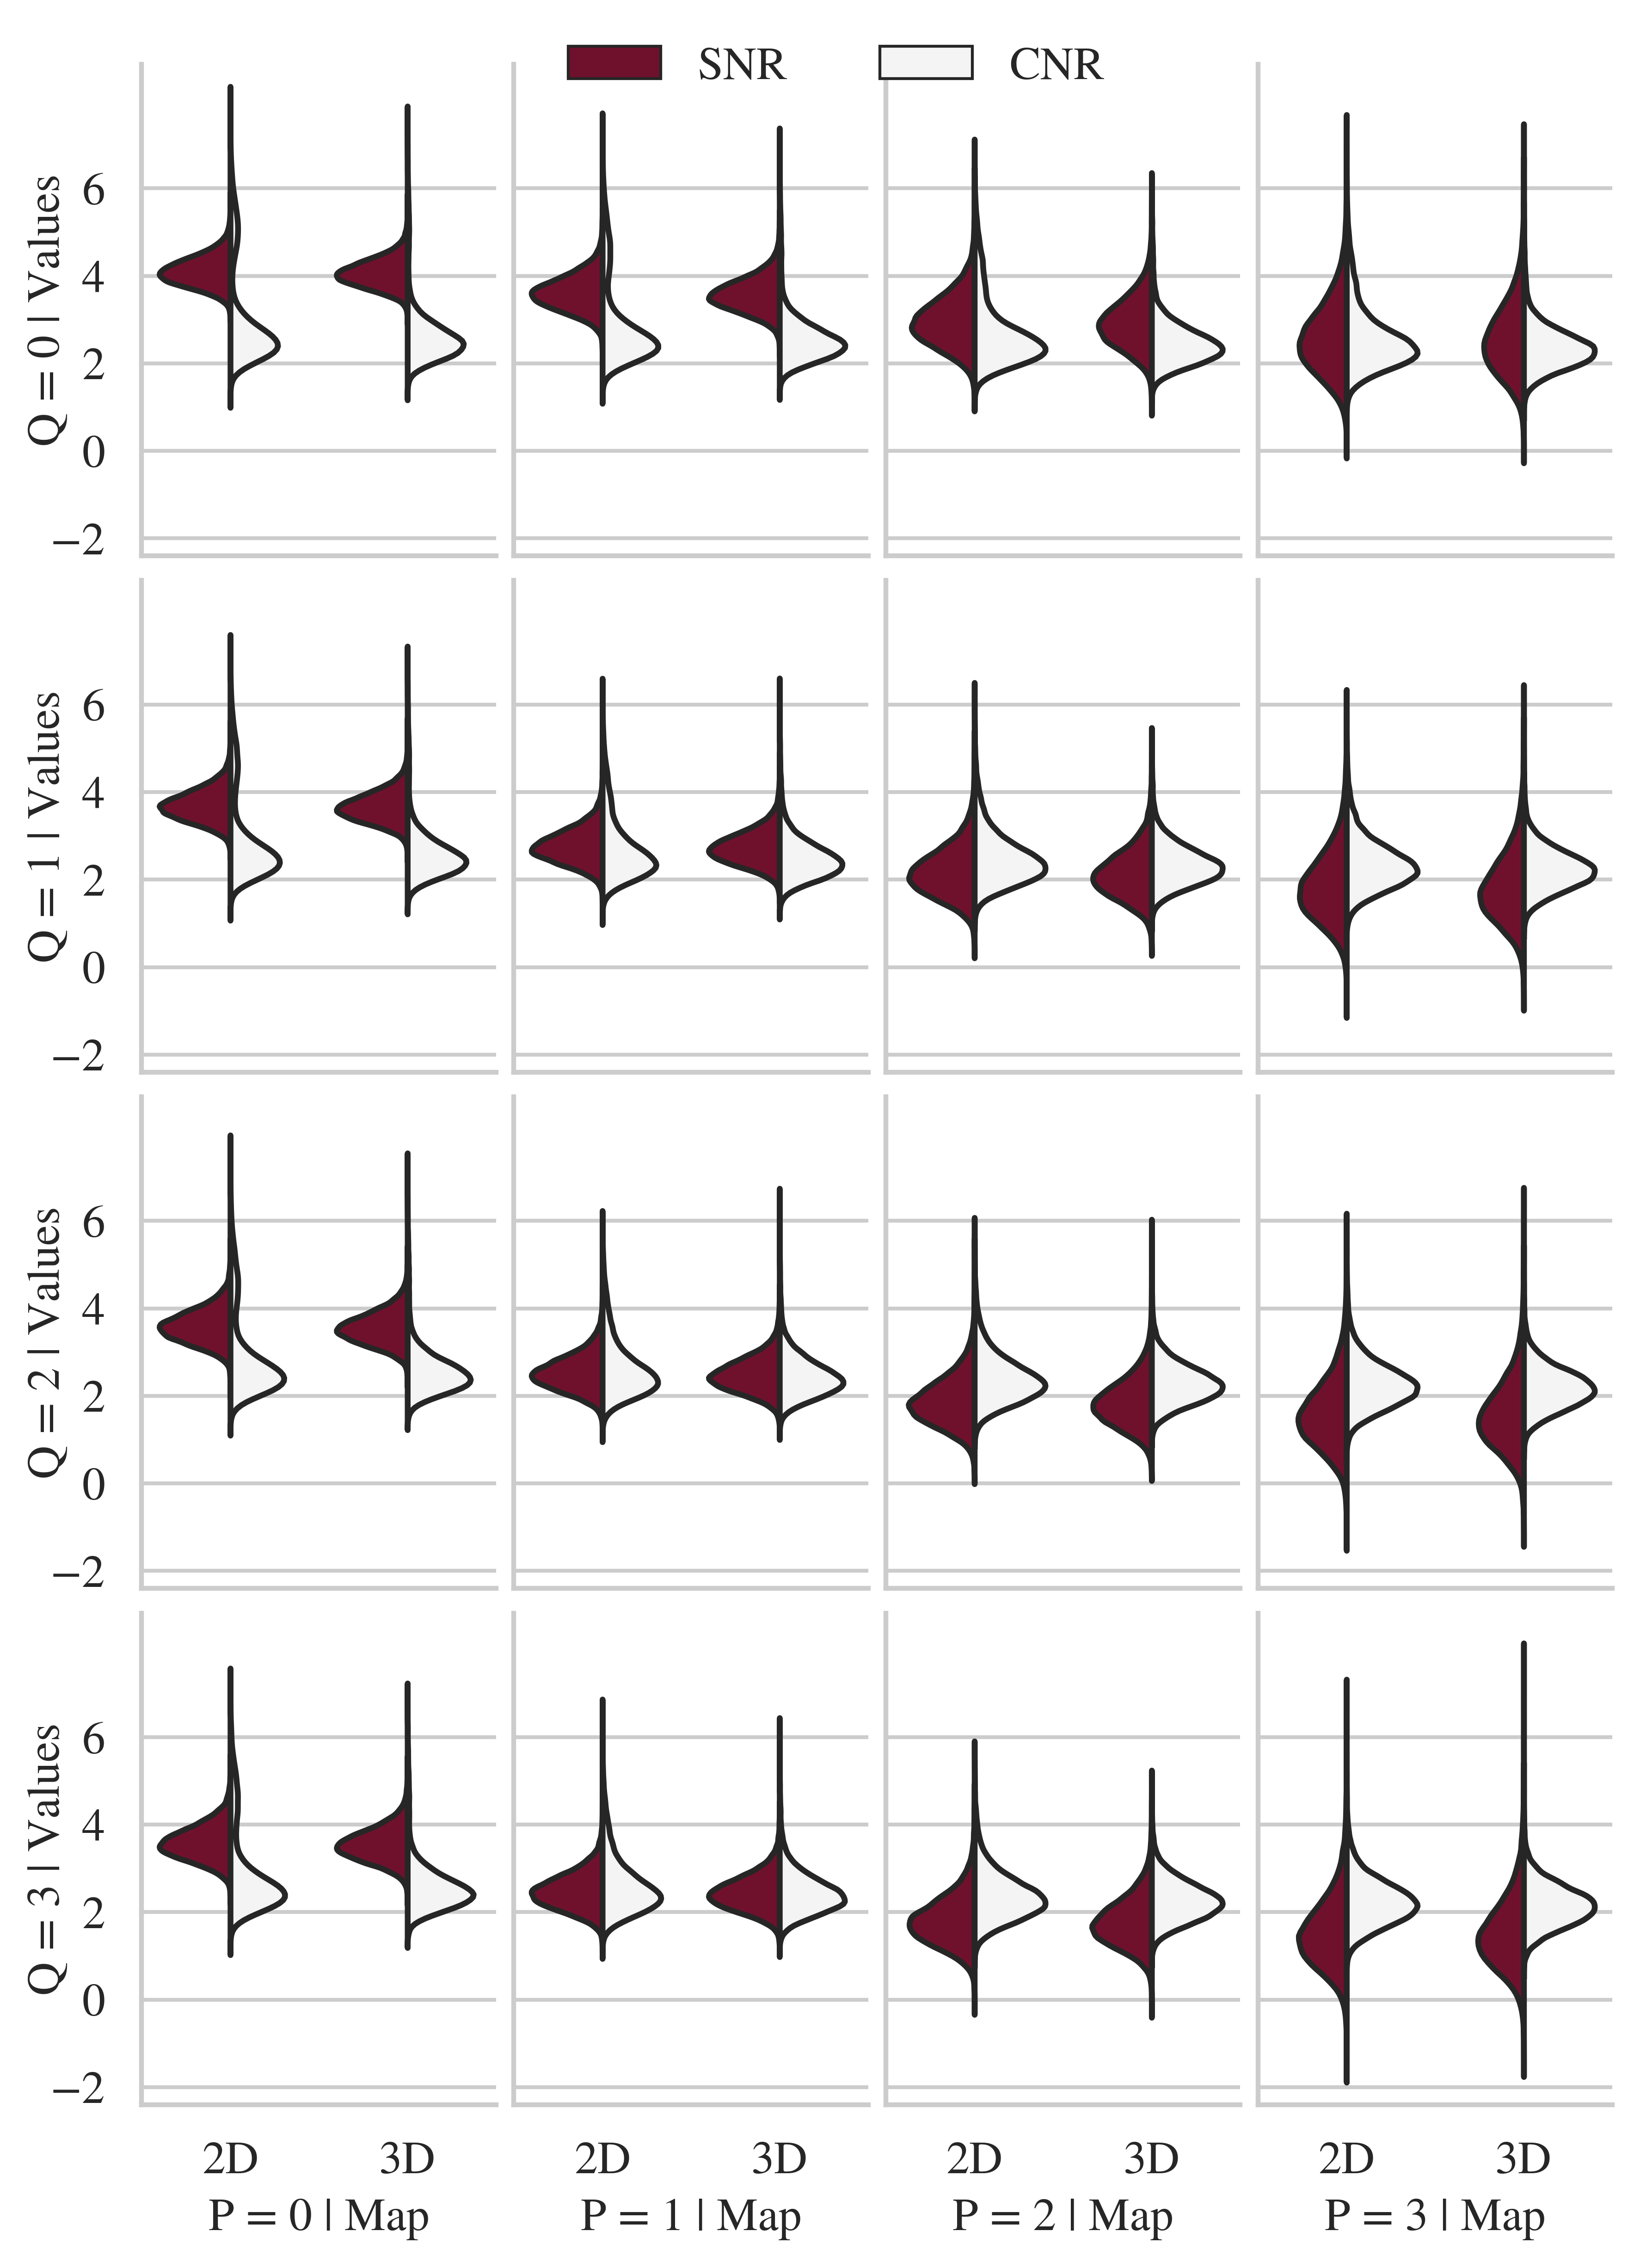 SNR CNR
Q = 0 | Values
6
4
2
0
−2
Q = 1 | Values
6
4
2
0
−2
Q = 2 | Values
6
4
2
0
−2
Q = 3 | Values
6
4
2
0
−2
2D 3D 2D 3D 2D 3D 2D 3D
P = 0 | Map P = 1 | Map P = 2 | Map P = 3 | Map